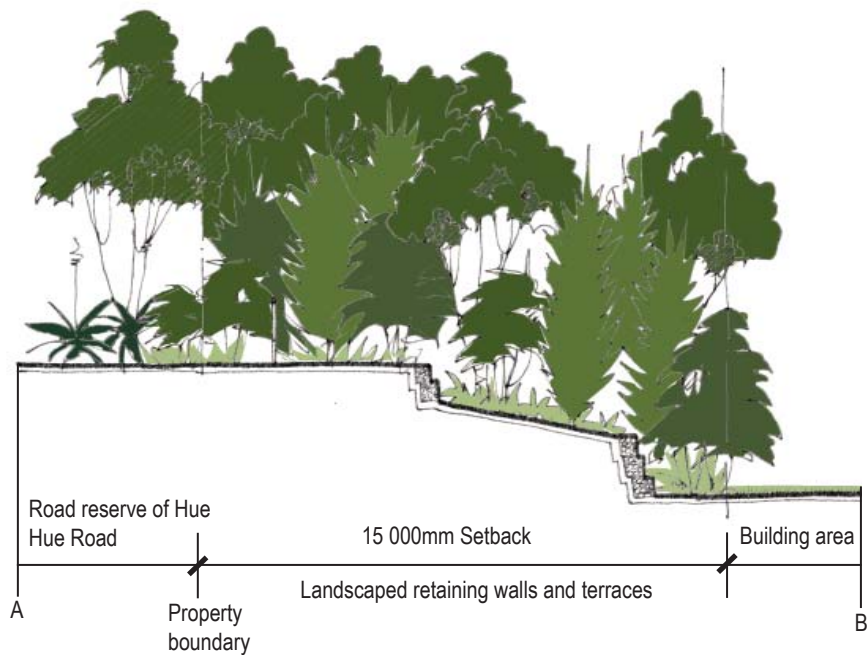 Road reserve of Hue
Hue Road
15 000mm Setback
Building area
Landscaped retaining walls and terraces
A
Property
boundary
B